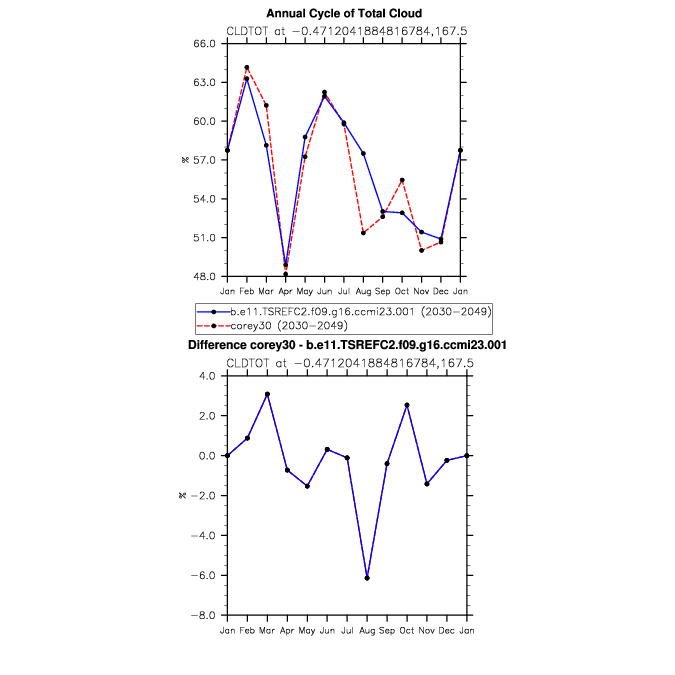 Annual Cycle of Total Cloud
CLDTOT at −0.4712041884816784,167.5
66.0
63.0
60.0
57.0
54.0
51.0
48.0
%
Jan Feb Mar Apr May Jun Jul Aug Sep Oct Nov Dec Jan
b.e11.TSREFC2.f09.g16.ccmi23.001 (2030−2049)
corey30 (2030−2049)
Difference corey30 - b.e11.TSREFC2.f09.g16.ccmi23.001
CLDTOT at −0.4712041884816784,167.5
4.0
2.0
0.0
−2.0
−4.0
−6.0
−8.0
%
Jan Feb Mar Apr May Jun Jul Aug Sep Oct Nov Dec Jan